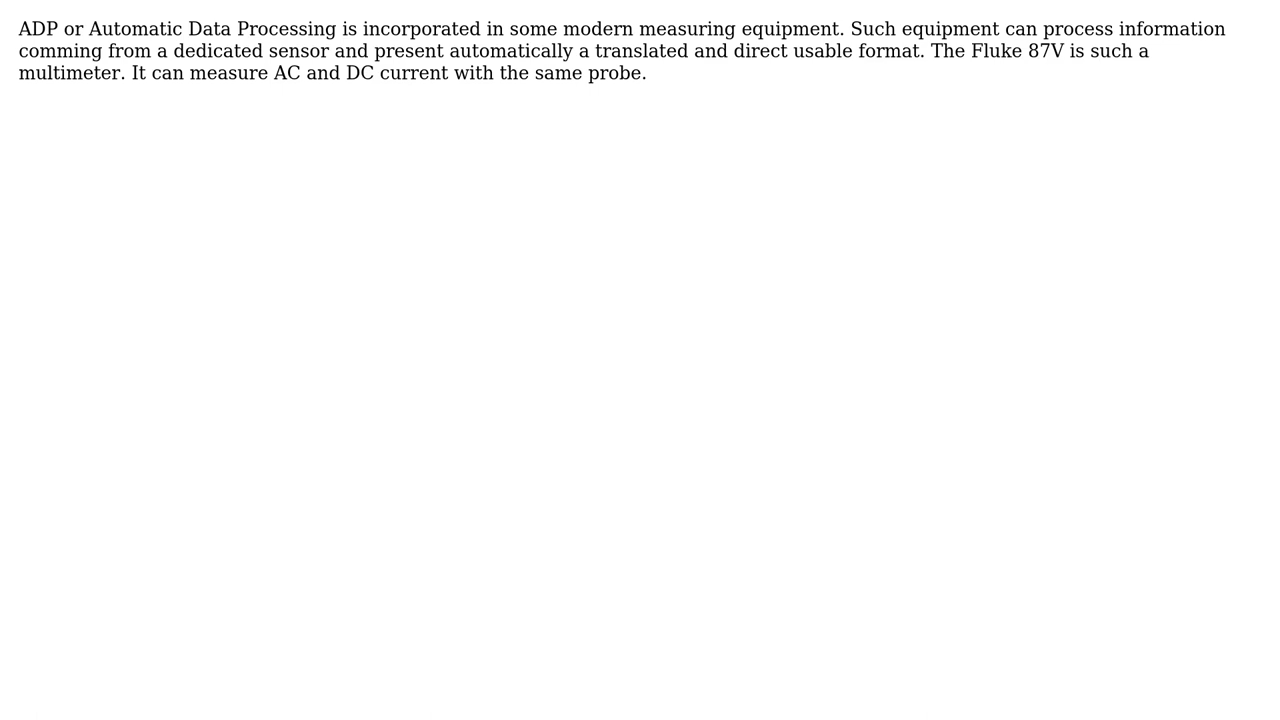 ADP or Automatic Data Processing is incorporated in some modern measuring equipment. Such equipment can process information
comming from a dedicated sensor and present automatically a translated and direct usable format. The Fluke 87V is such a
multimeter. It can measure AC and DC current with the same probe.